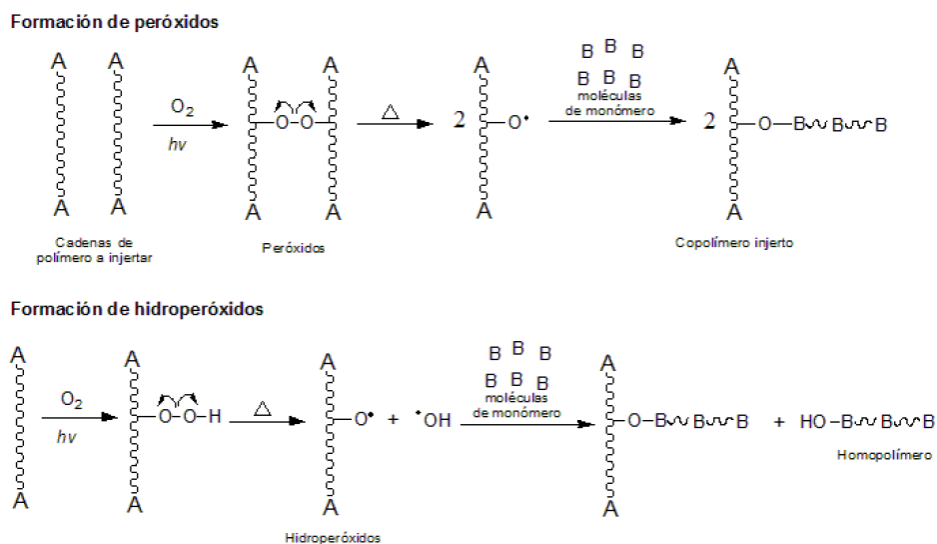 Formación de peróxidos
A A
O2
hv
A A
Cadenas de
polímero a injertar
A A
O-O
A A
Peróxidos
△
2
A
O•
A
B B B
B B B
moléculas
de monómero
2
A
O-B B B
A
Copolímero injerto
Formación de hidroperóxidos
A
O2
hv
A
A
O-O-H
A
△
A
O• + •OH
A
Hidroperóxidos
B B B
B B B
moléculas
de monómero
A
O-B B B
A
+ HO-B B B
Homopolímero